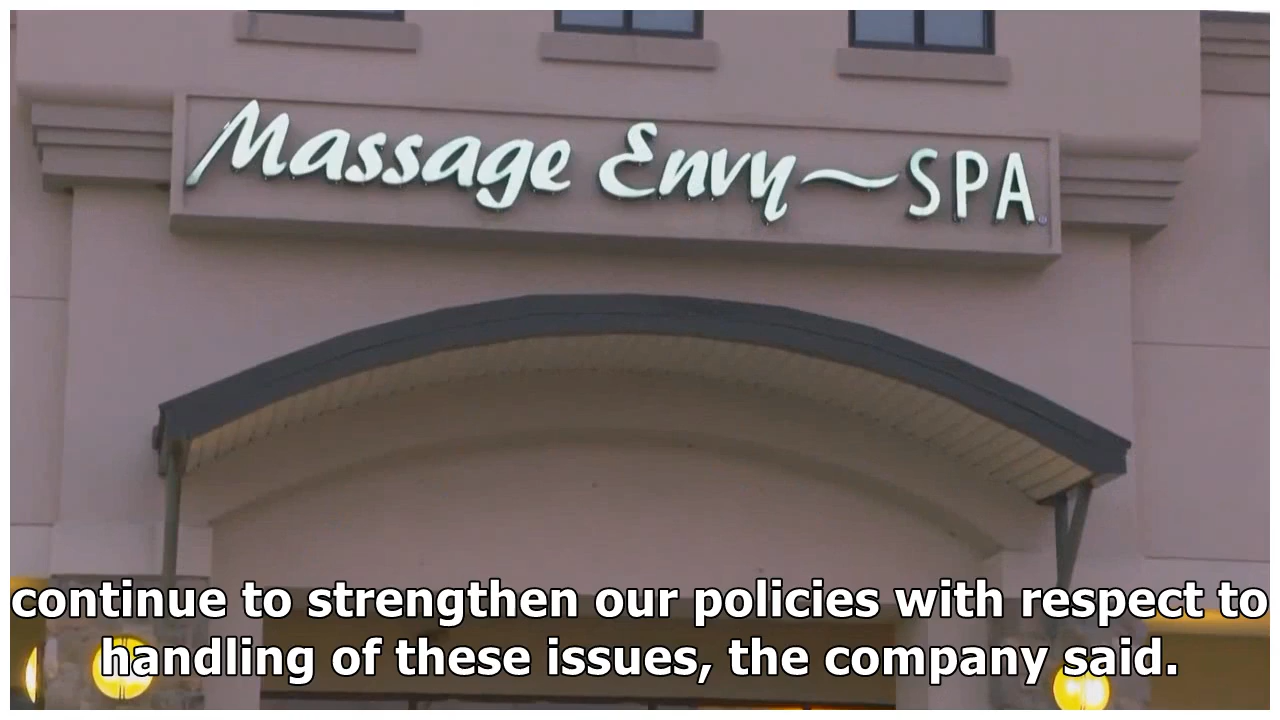 Massage Envy SPA
continue to strengthen our policies with respect to
handling of these issues, the company said.